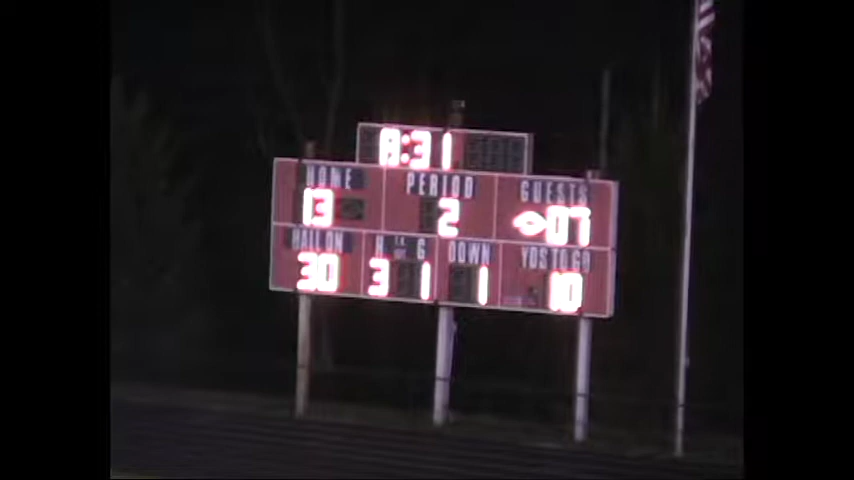 8:31
HOME PERIOD GUESTS
13 2 07
BALL ON H T.O. G DOWN YDS TO GO
30 3 1 1 10